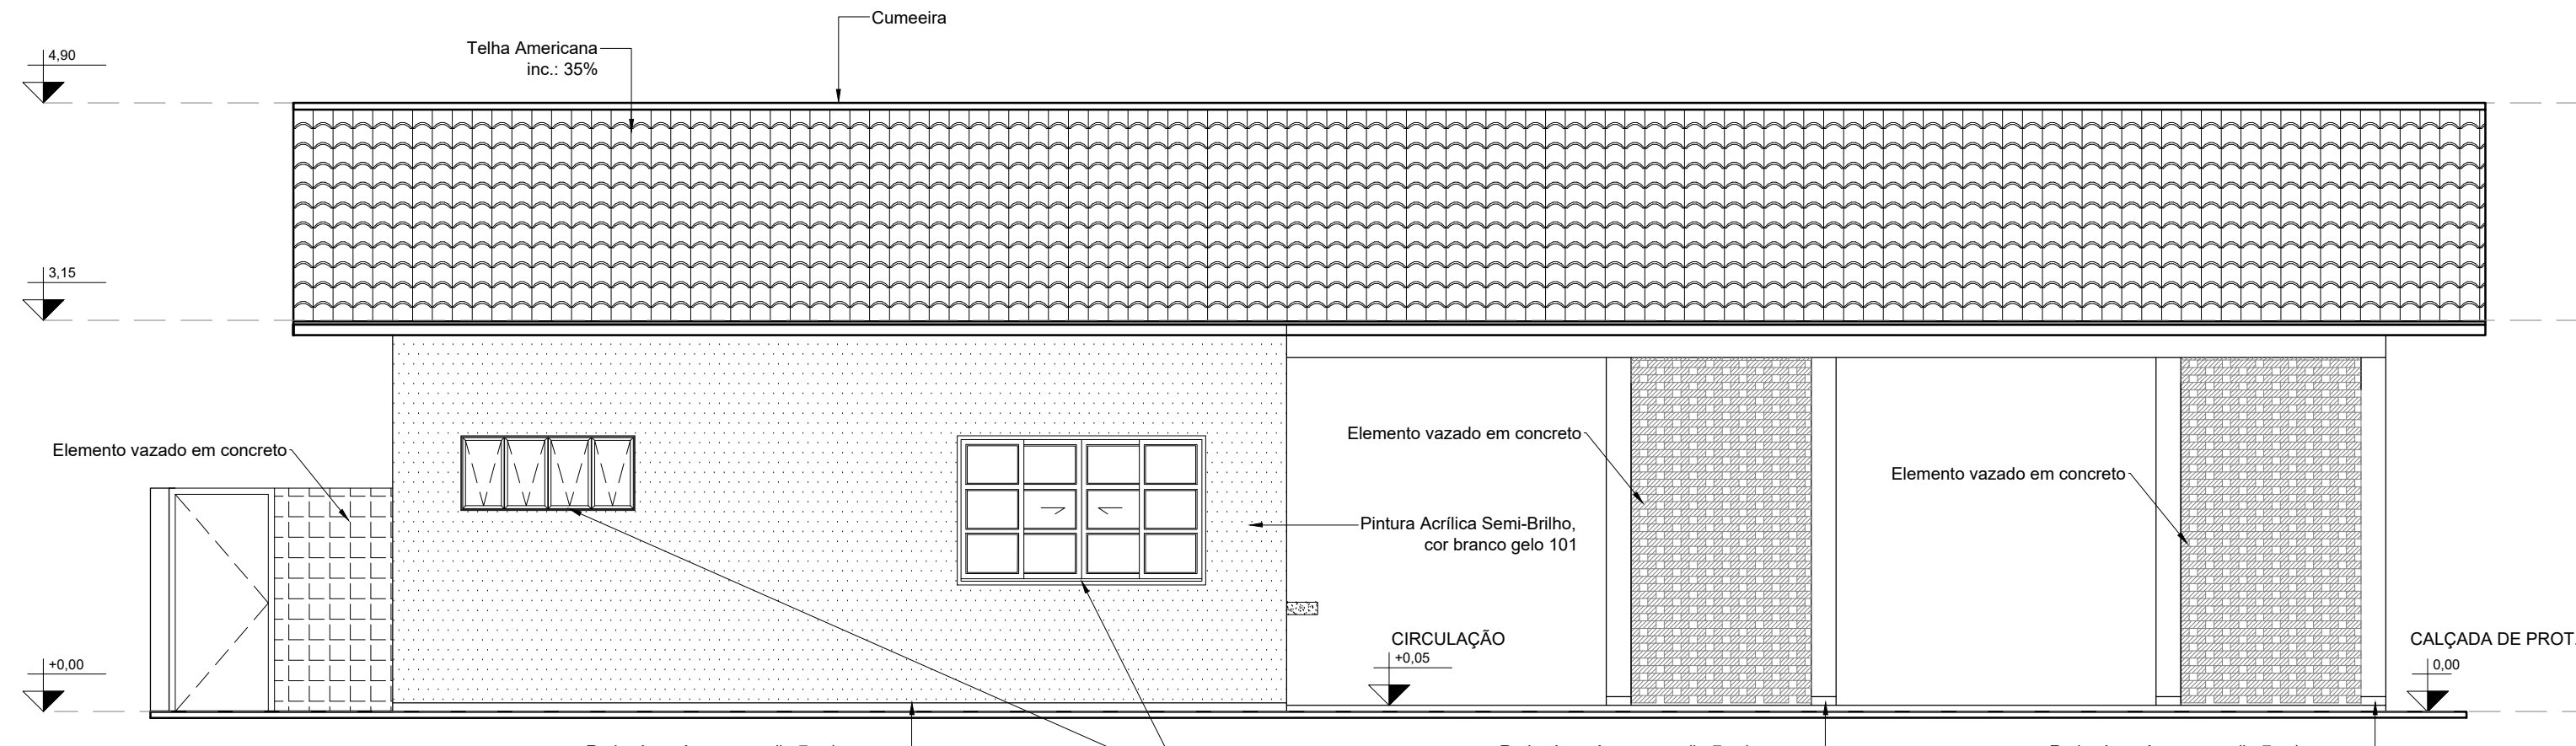 Cumeeira
Telha Americana
inc.: 35%
4,90
3,15
Elemento vazado em concreto
Elemento vazado em concreto
Elemento vazado em concreto
Pintura Acrílica Semi-Brilho,
cor branco gelo 101
CIRCULAÇÃO
+0,05
CALÇADA DE PROT.
0,00
+0,00